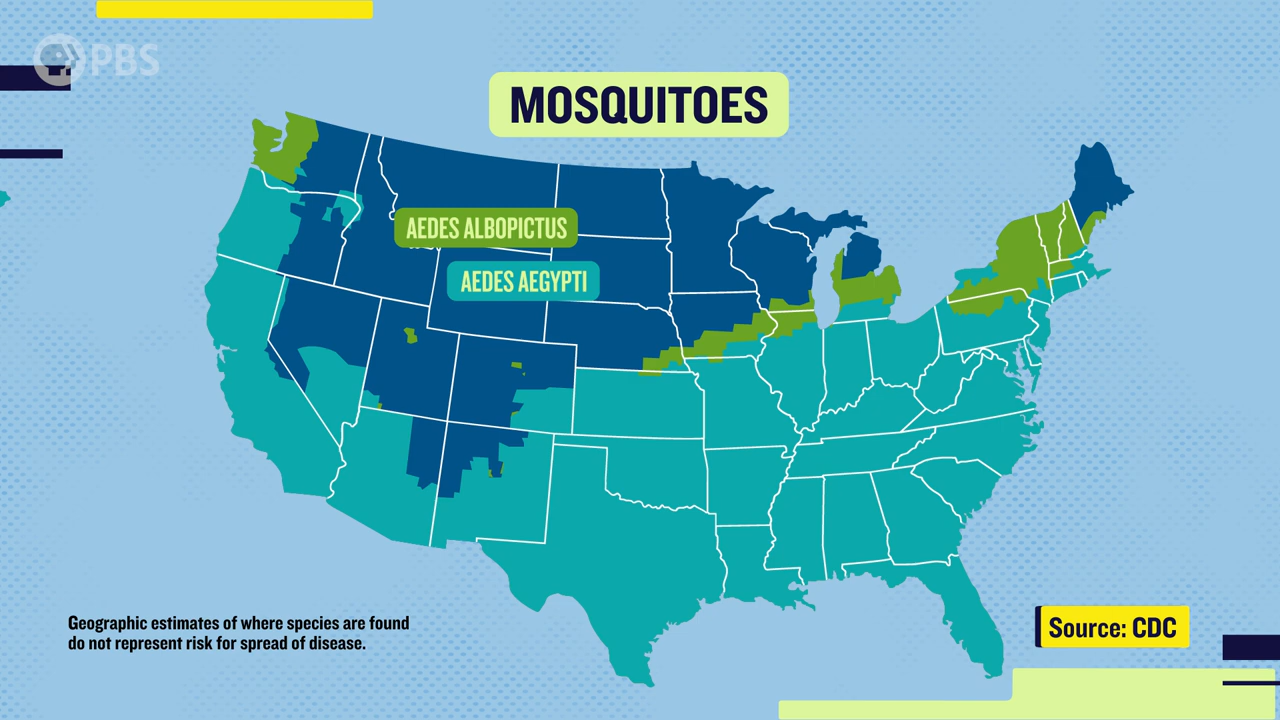 PBS
MOSQUITOES
AEDES ALBOPICTUS
AEDES AEGYPTI
Geographic estimates of where species are found
do not represent risk for spread of disease.
Source: CDC